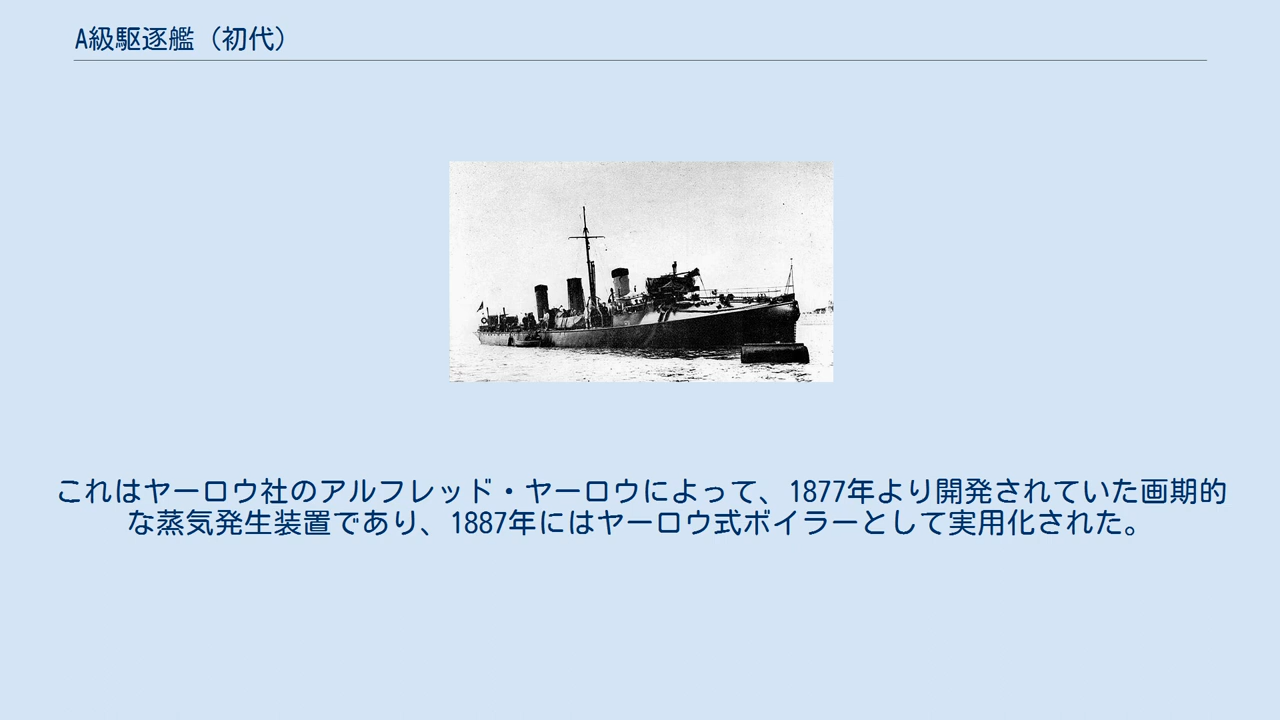 A級駆逐艦（初代）
これはヤーロウ社のアルフレッド・ヤーロウによって、1877年より開発されていた画期的
な蒸気発生装置であり、1887年にはヤーロウ式ボイラーとして実用化された。